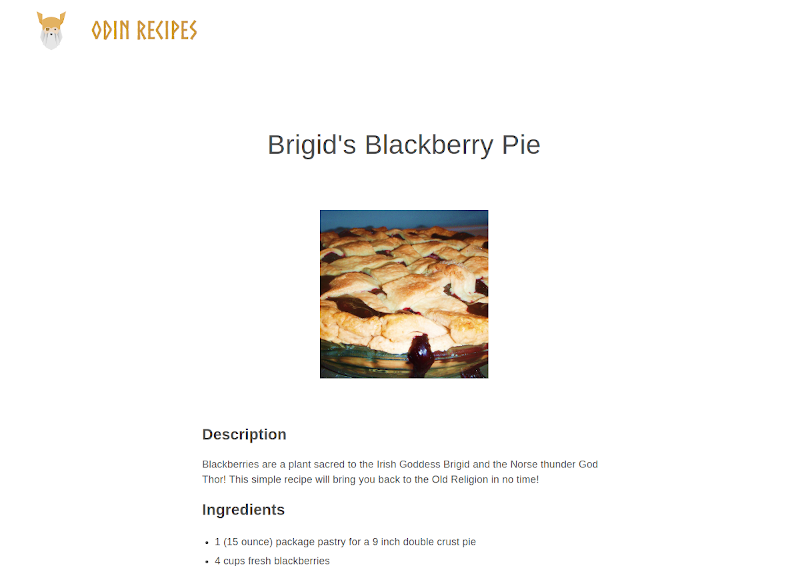 ODIN RECIPES
Brigid's Blackberry Pie
Description
Blackberries are a plant sacred to the Irish Goddess Brigid and the Norse thunder God
Thor! This simple recipe will bring you back to the Old Religion in no time!
Ingredients
1 (15 ounce) package pastry for a 9 inch double crust pie
4 cups fresh blackberries